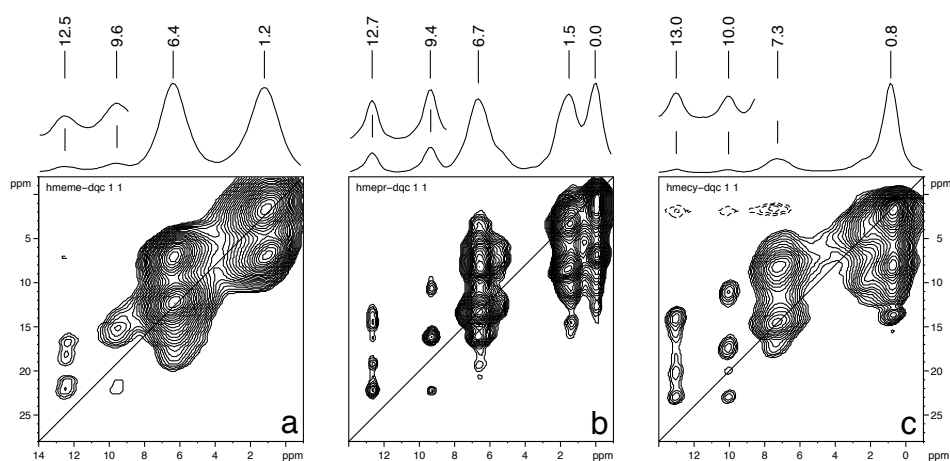 12.5 9.6 6.4 1.2
12.7 9.4 6.7 1.5 0.0
13.0 10.0 7.3 0.8
ppm
hmeme-dqc 1 1
5
10
15
20
25
a
14 12 10 8 6 4 2 ppm
hmepr-dqc 1 1
b
14 12 10 8 6 4 2 ppm
hmecy-dqc 1 1
ppm
5
10
15
20
25
c
14 12 10 8 6 4 2 0 ppm